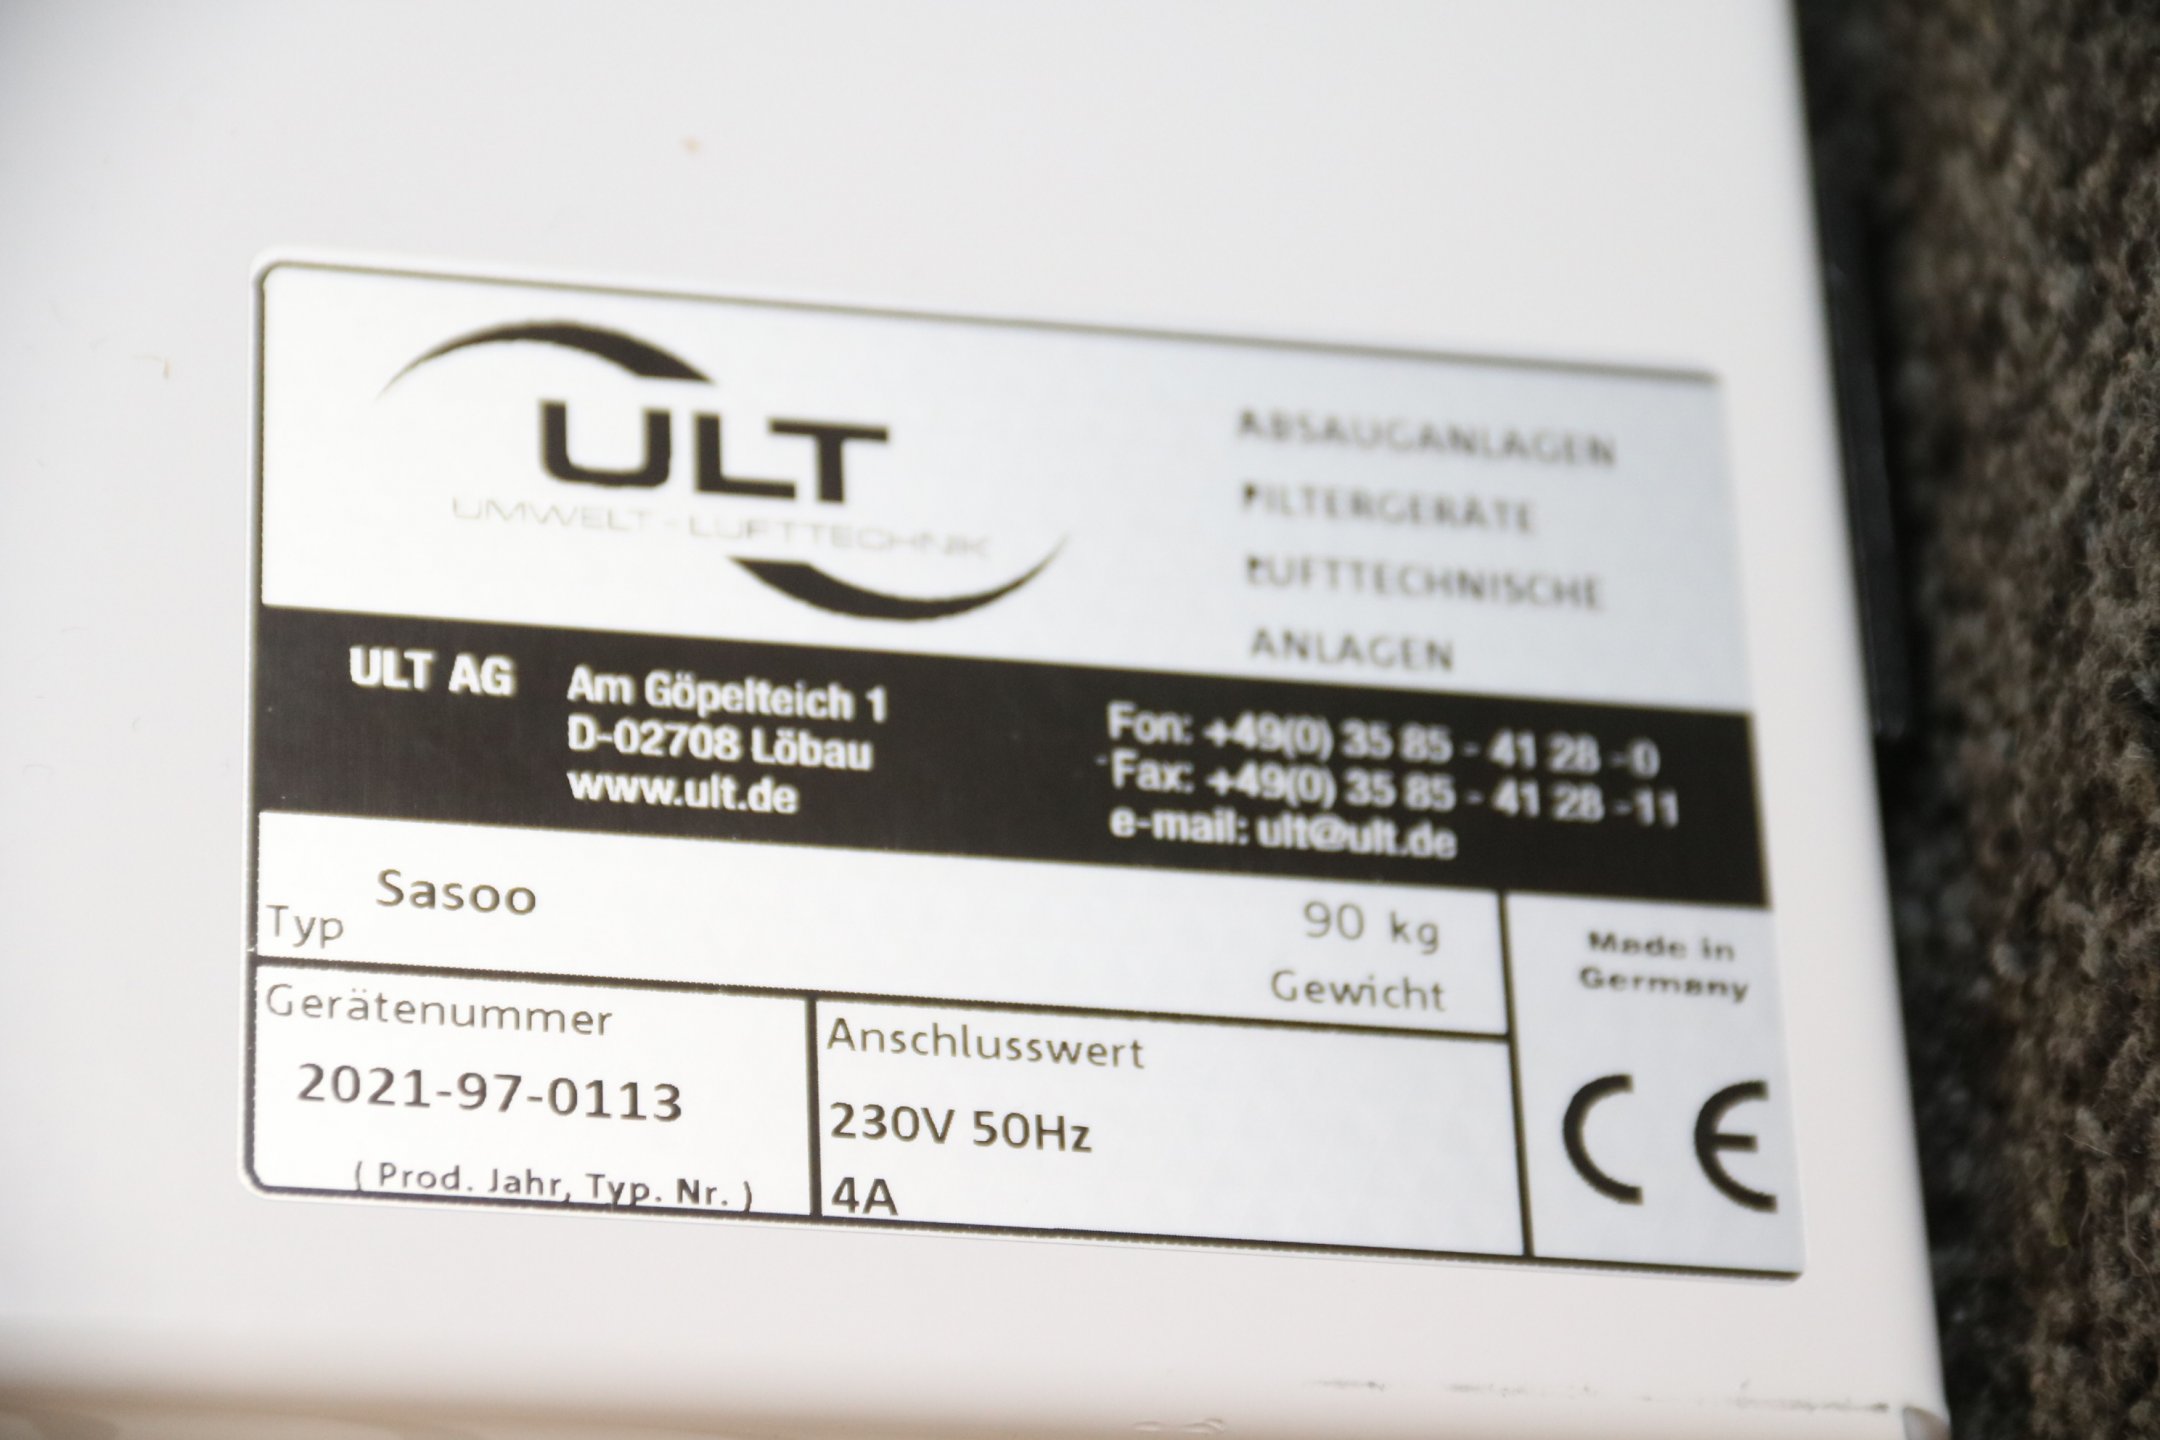 ULT
UMWELT - LUFTTECHNIK
ABSAUGANLAGEN
FILTERGERÄTE
LUFTTECHNISCHE
ANLAGEN
ULT AG
Am Göpelteich 1
D-02708 Löbau
www.ult.de
Fon: +49(0) 35 85 - 41 28 -0
Fax: +49(0) 35 85 - 41 28 -11
e-mail: ult@ult.de
Typ Sasoo
90 kg
Gewicht
Made in
Germany
CE
Gerätenummer
2021-97-0113
( Prod. Jahr, Typ. Nr. )
Anschlusswert
230V 50Hz
4A